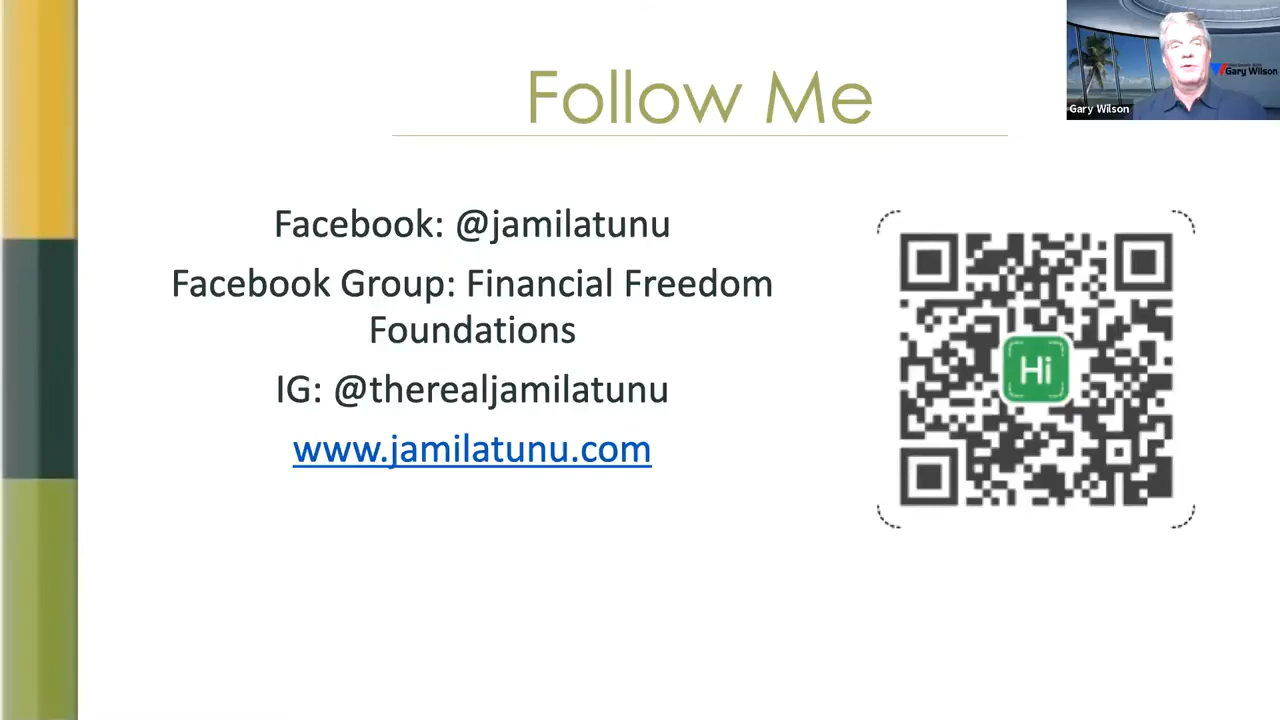 Follow Me
Gary Wilson
Gary Wilson
Facebook: @jamilatunu
Facebook Group: Financial Freedom
Foundations
IG: @therealjamilatunu
www.jamilatunu.com
Hi